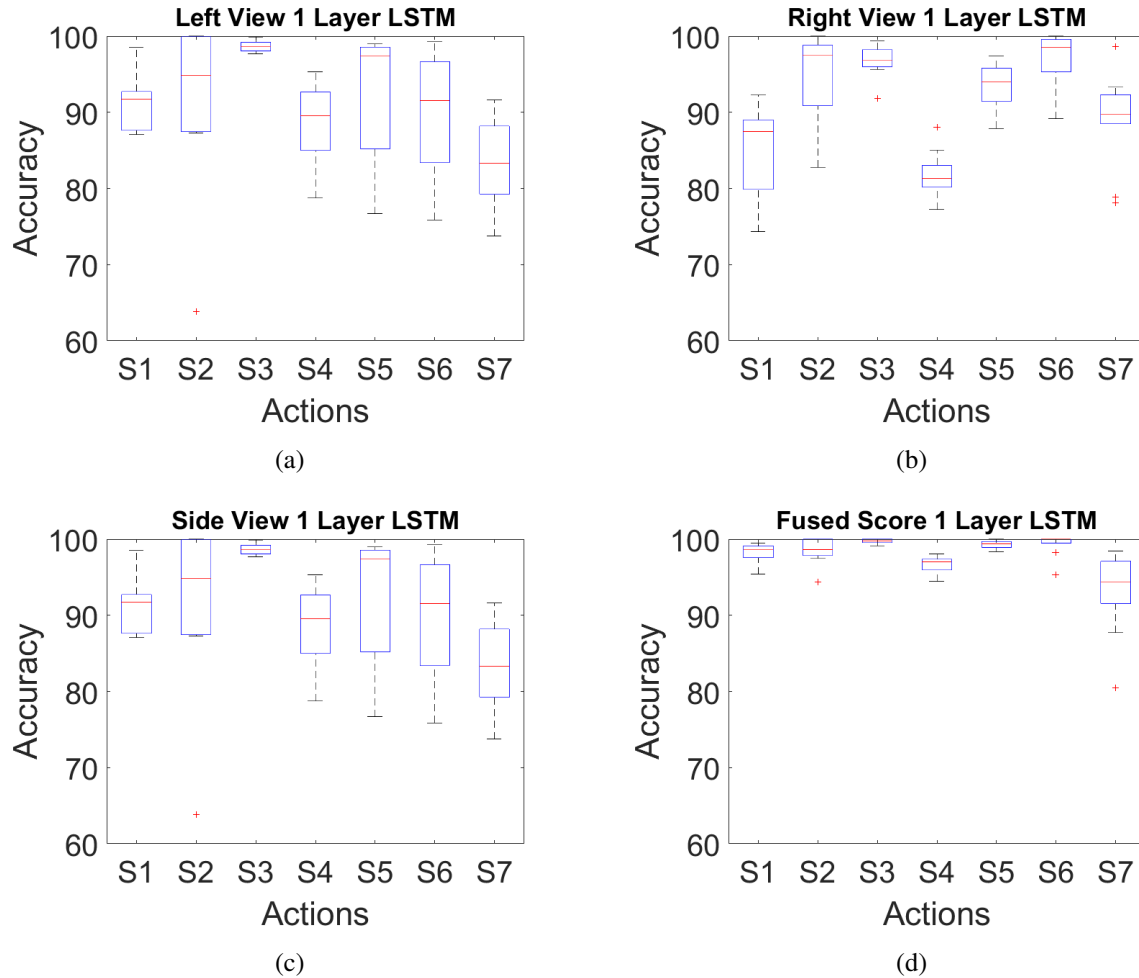 Left View 1 Layer LSTM
100
90
80
70
60
Accuracy
S1 S2 S3 S4 S5 S6 S7
Actions
(a)
Right View 1 Layer LSTM
100
90
80
70
60
Accuracy
S1 S2 S3 S4 S5 S6 S7
Actions
(b)
Side View 1 Layer LSTM
100
90
80
70
60
Accuracy
S1 S2 S3 S4 S5 S6 S7
Actions
(c)
Fused Score 1 Layer LSTM
100
90
80
70
60
Accuracy
S1 S2 S3 S4 S5 S6 S7
Actions
(d)